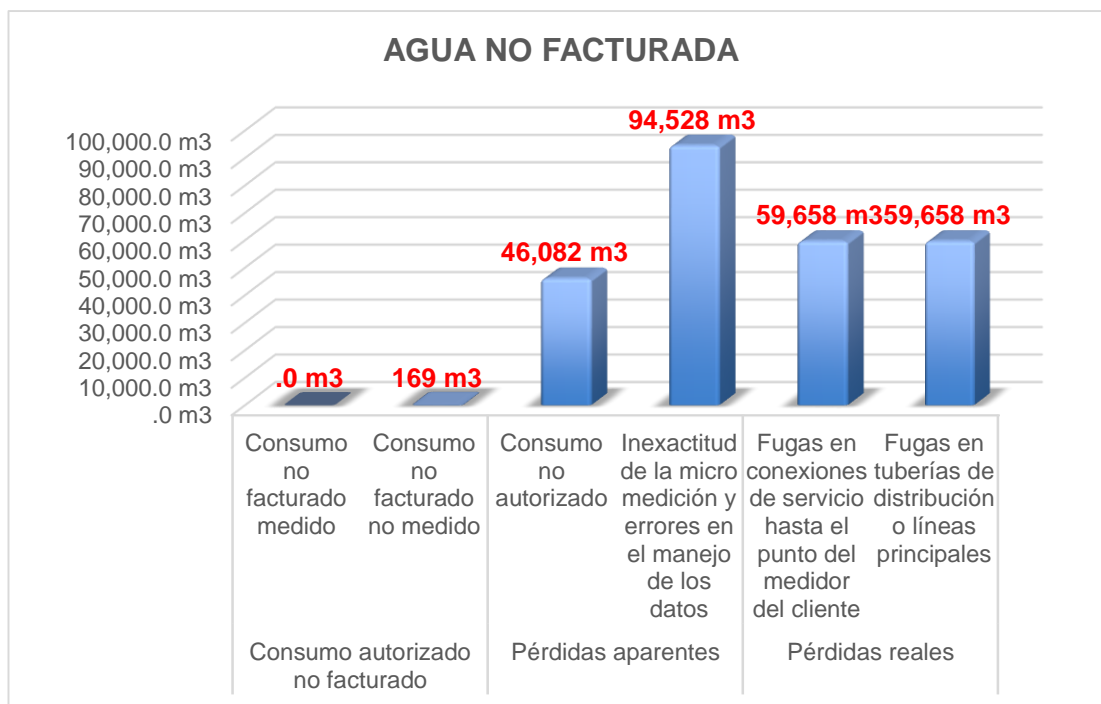 AGUA NO FACTURADA
100,000.0 m3
90,000.0 m3
80,000.0 m3
70,000.0 m3
60,000.0 m3
50,000.0 m3
40,000.0 m3
30,000.0 m3
20,000.0 m3
10,000.0 m3
.0 m3
.0 m3
169 m3
46,082 m3
94,528 m3
59,658 m3
59,658 m3
Consumo
no
facturado
medido
Consumo
no
facturado
no medido
Consumo
no
autorizado
Inexactitud
de la micro
medición y
errores en
el manejo
de los
datos
Fugas en
conexiones
de servicio
hasta el
punto del
medidor
del cliente
Fugas en
tuberías de
distribución
o líneas
principales
Consumo autorizado
no facturado
Pérdidas aparentes
Pérdidas reales